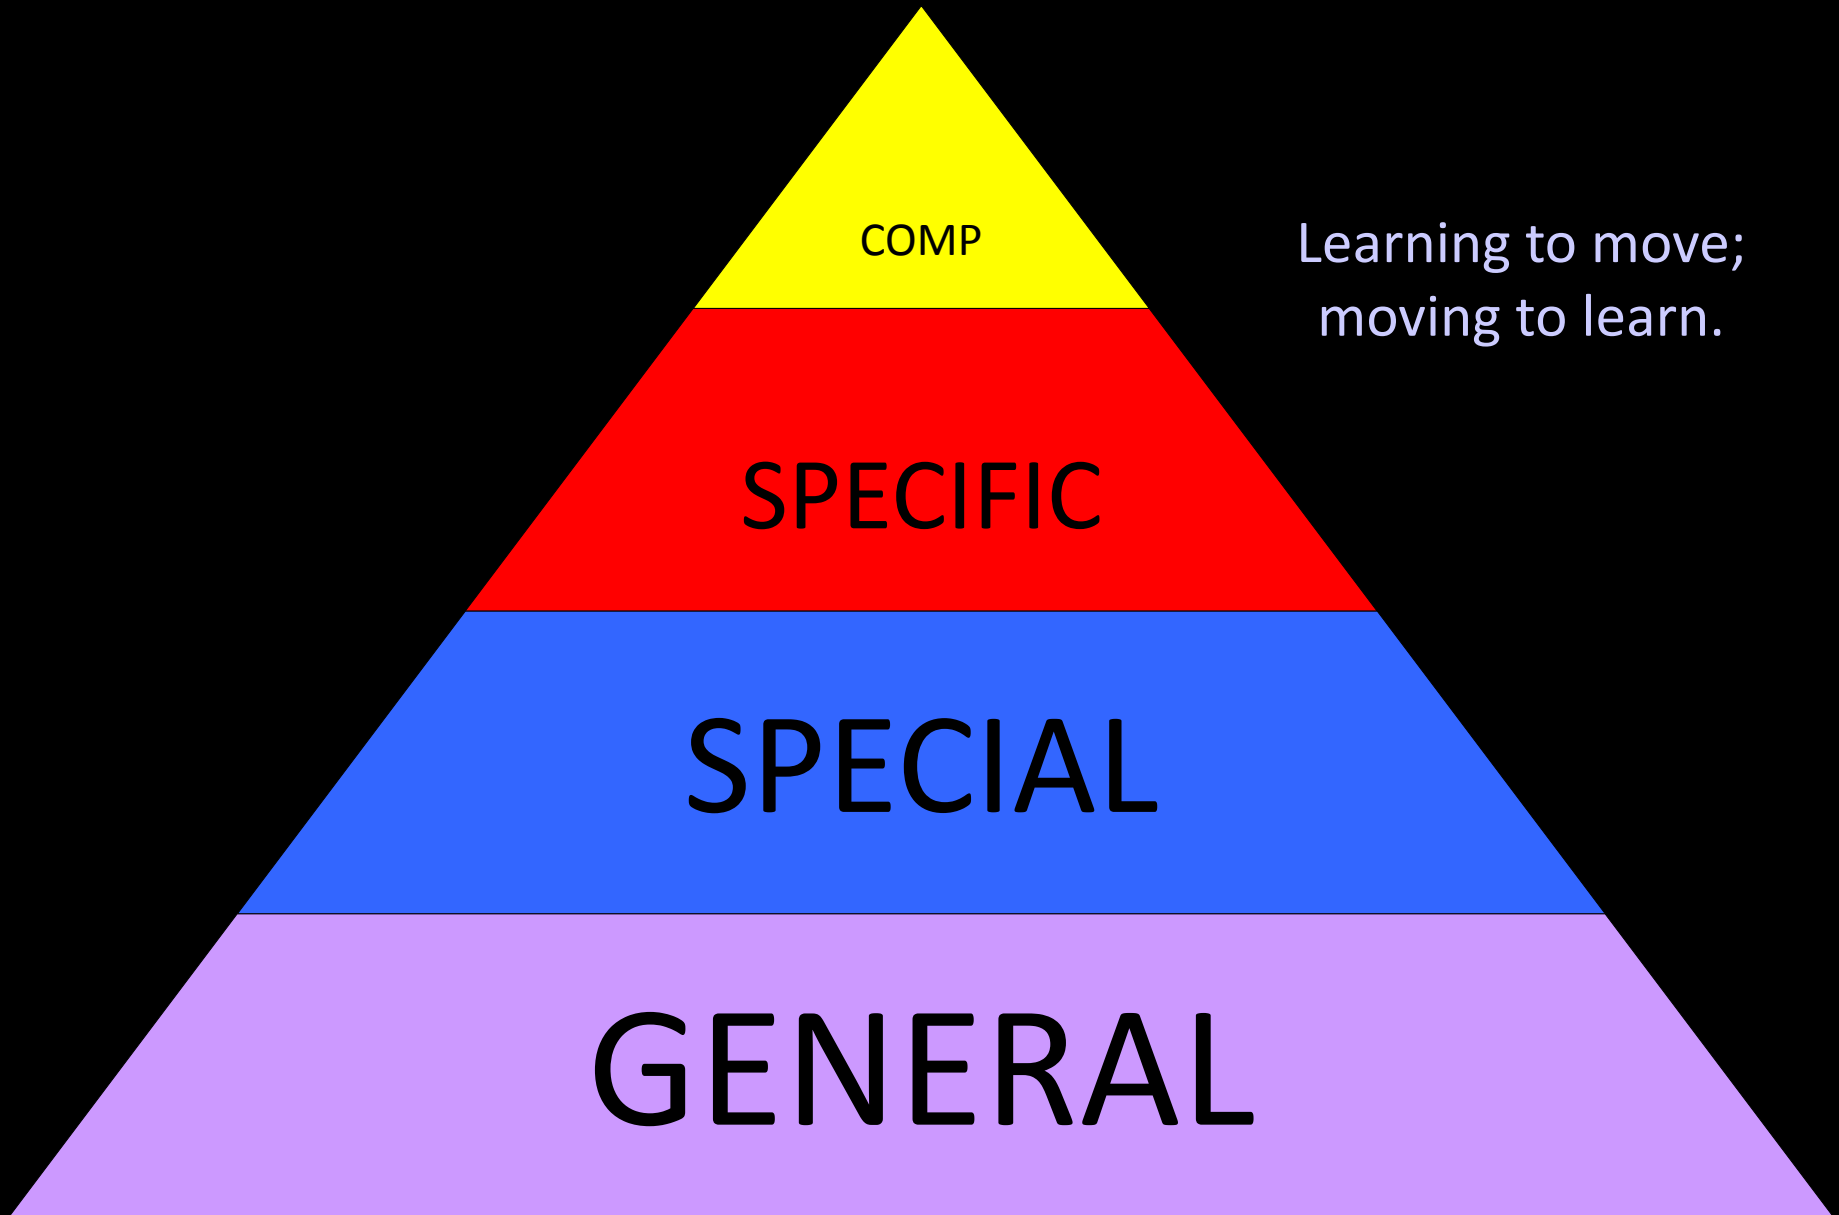 COMP
Learning to move;
moving to learn.
SPECIFIC
SPECIAL
GENERAL